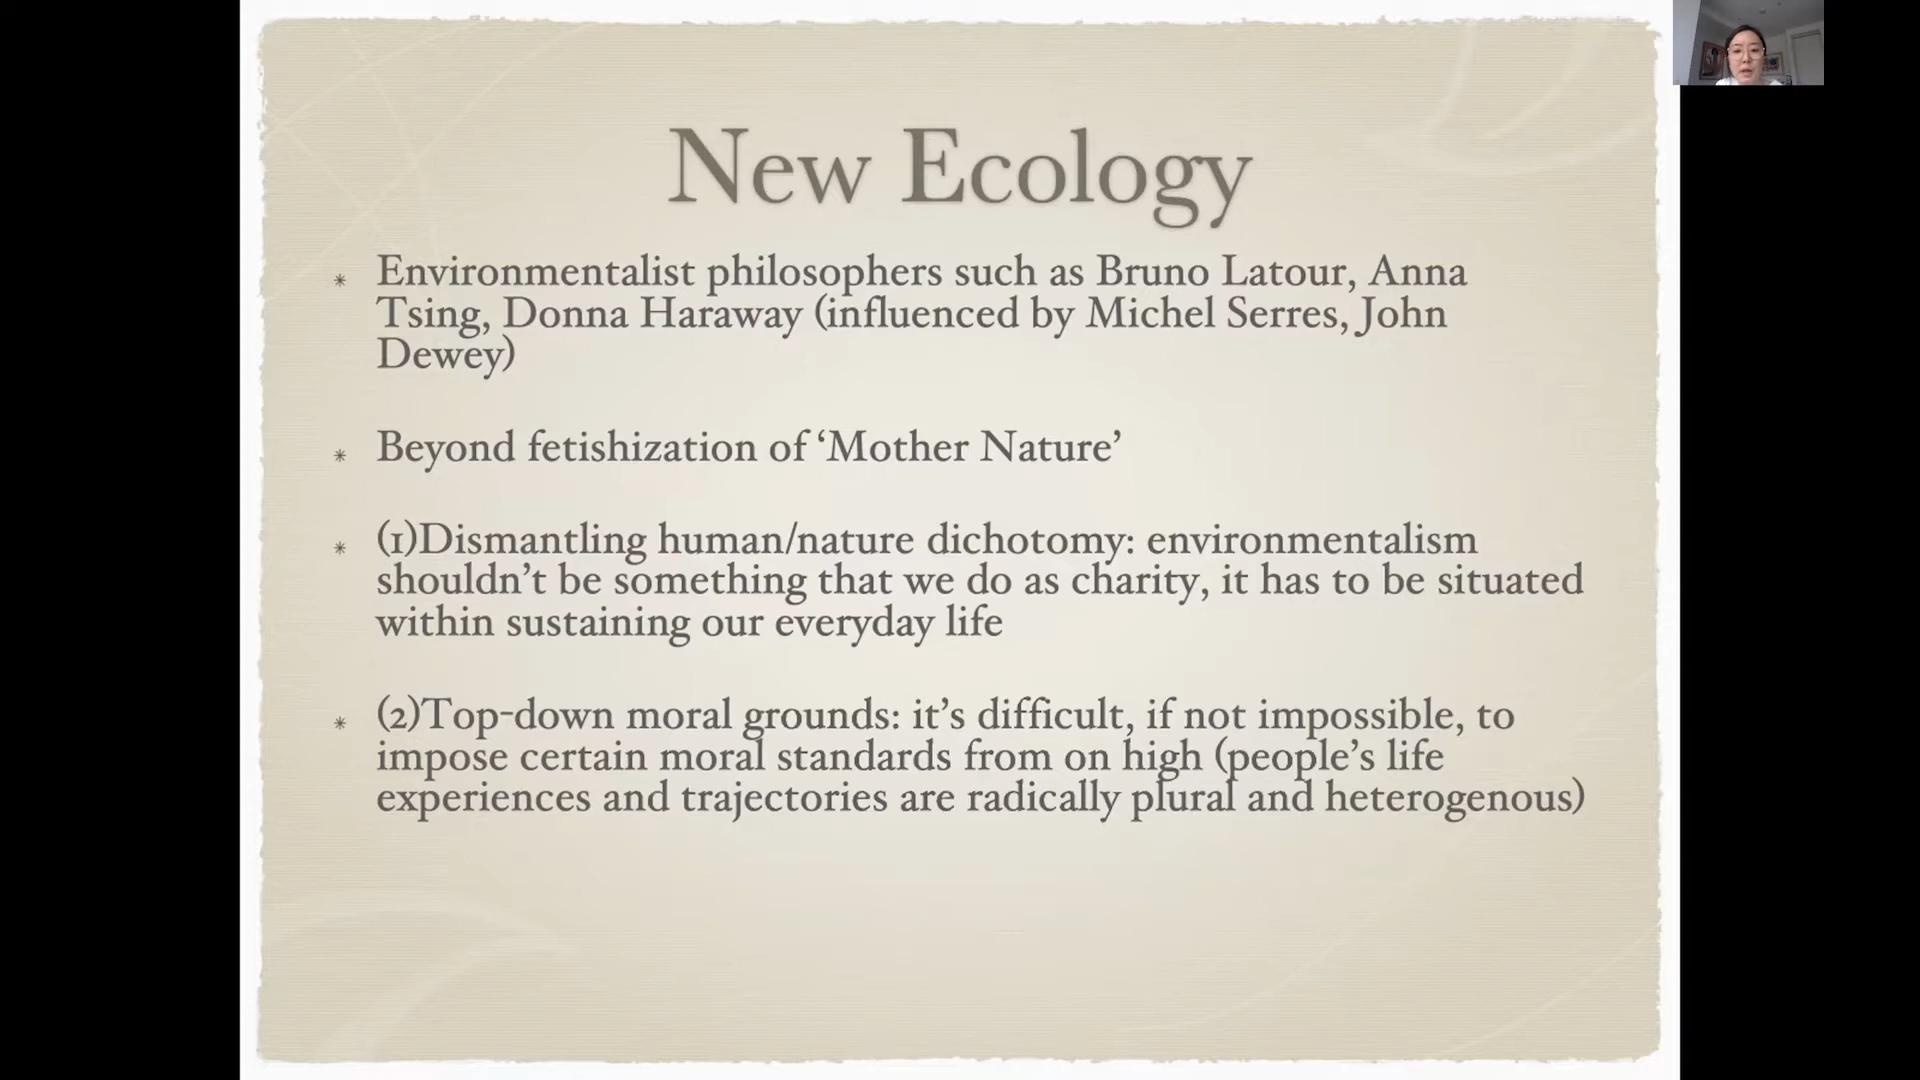 New Ecology
* Environmentalist philosophers such as Bruno Latour, Anna
Tsing, Donna Haraway (influenced by Michel Serres, John
Dewey)
* Beyond fetishization of ‘Mother Nature’
* (1)Dismantling human/nature dichotomy: environmentalism
shouldn’t be something that we do as charity, it has to be situated
within sustaining our everyday life
* (2)Top-down moral grounds: it’s difficult, if not impossible, to
impose certain moral standards from on high (people’s life
experiences and trajectories are radically plural and heterogenous)